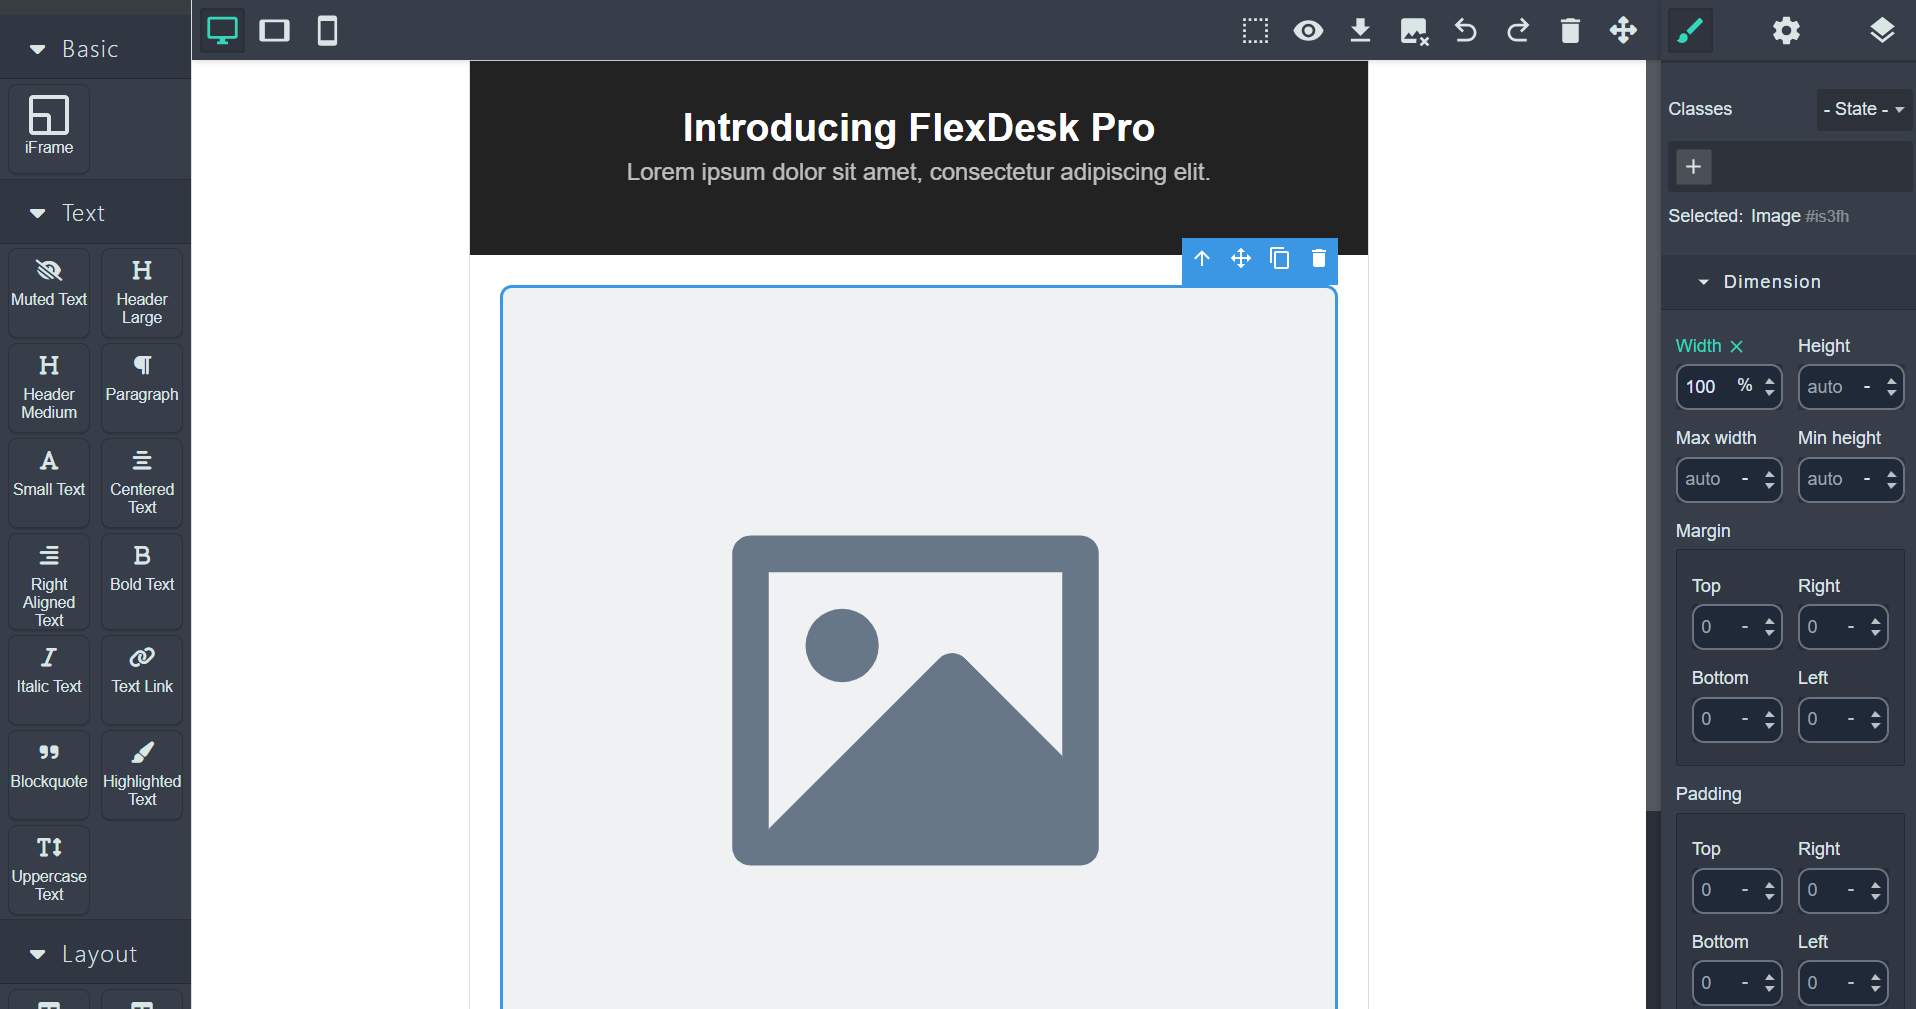 Basic
iFrame
Text
Muted Text
Header
Large
Header
Medium
Paragraph
Small Text
Centered
Text
Right
Aligned
Text
Bold Text
Italic Text
Text Link
Blockquote
Highlighted
Text
Uppercase
Text
Layout
Introducing FlexDesk Pro
Lorem ipsum dolor sit amet, consectetur adipiscing elit.
Classes
- State -
+
Selected: Image #is3fh
Dimension
Width Height
100 % auto -
Max width Min height
auto - auto -
Margin
Top Right
0 - 0 -
Bottom Left
0 - 0 -
Padding
Top Right
0 - 0 -
Bottom Left
0 - 0 -